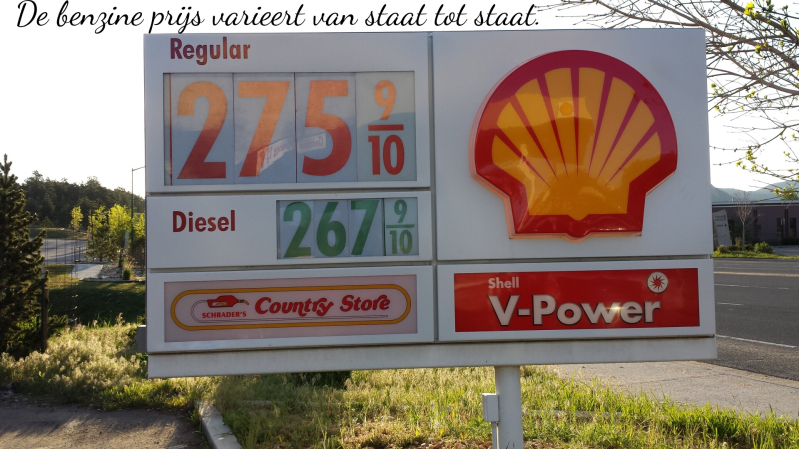 De benzine prijs varieert van staat tot staat.
Regular
275 9/10
Diesel
267 9/10
SCHRADER'S Country Store
Shell
V-Power